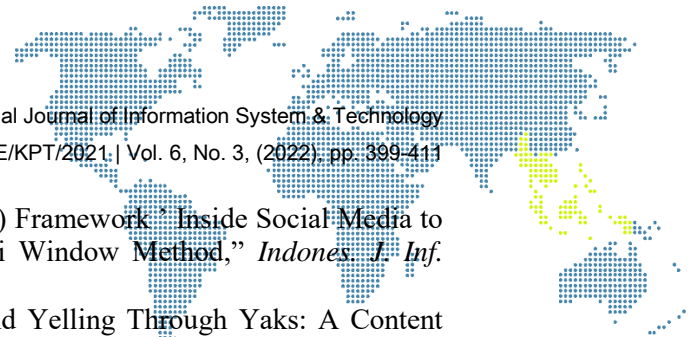 al Journal of Information System & Technology
E/KPT/2021 | Vol. 6, No. 3, (2022), pp. 399-411
) Framework ’ Inside Social Media to
i Window Method,” Indones. J. Inf.
d Yelling Through Yaks: A Content